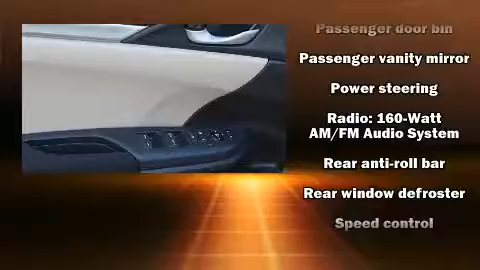 Passenger door bin
Passenger vanity mirror
Power steering
Radio: 160-Watt
AM/FM Audio System
Rear anti-roll bar
Rear window defroster
Speed control